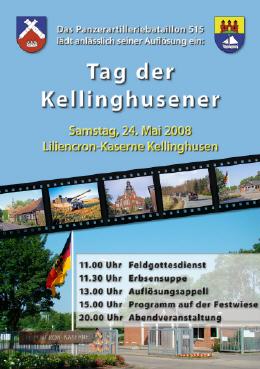 Das Panzerartilleriebataillon 515
lädt anlässlich seiner Auflösung ein:
Tag der
Kellinghusener
Samstag, 24. Mai 2008
Liliencron-Kaserne Kellinghusen
11.00 Uhr Feldgottesdienst
11.30 Uhr Erbsensuppe
13.00 Uhr Auflösungsappell
15.00 Uhr Programm auf der Festwiese
20.00 Uhr Abendveranstaltung